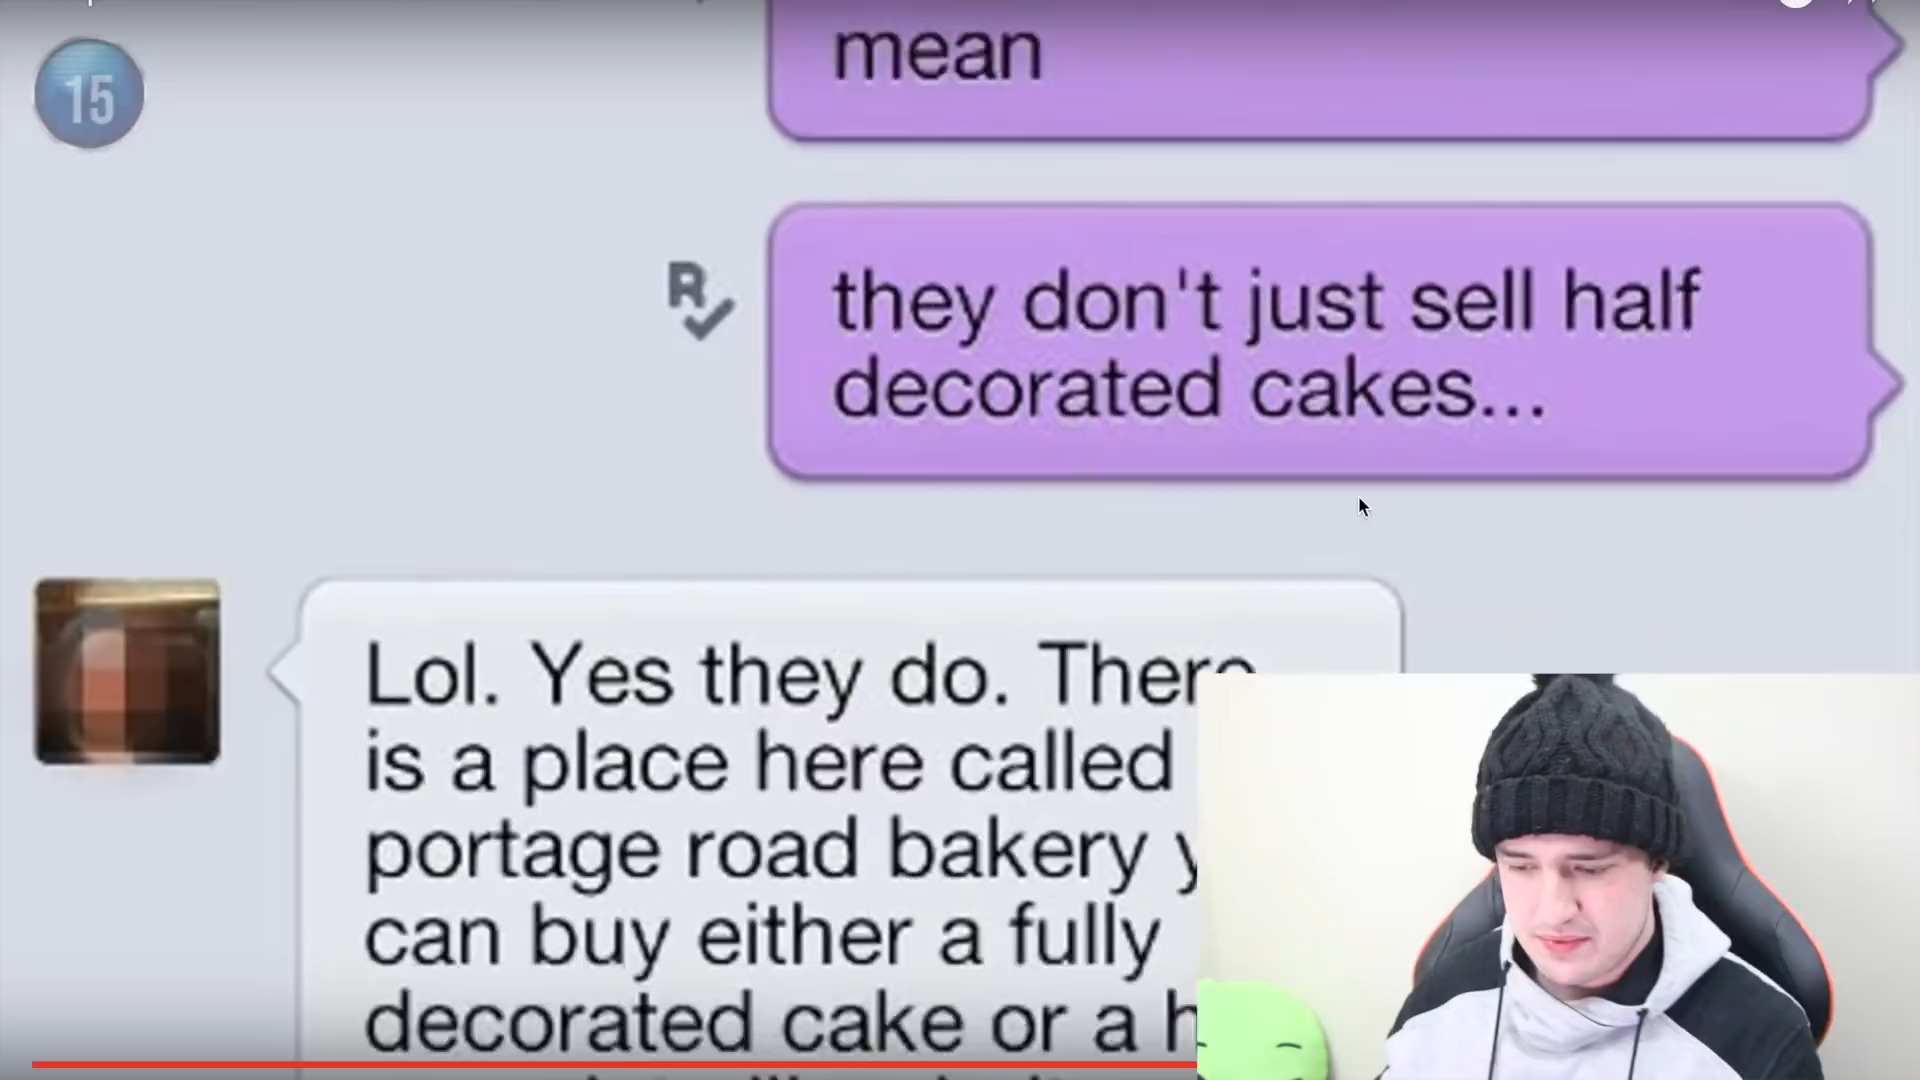 15
mean
R
they don't just sell half
decorated cakes...
Lol. Yes they do. There
is a place here called
portage road bakery
can buy either a fully
decorated cake or a